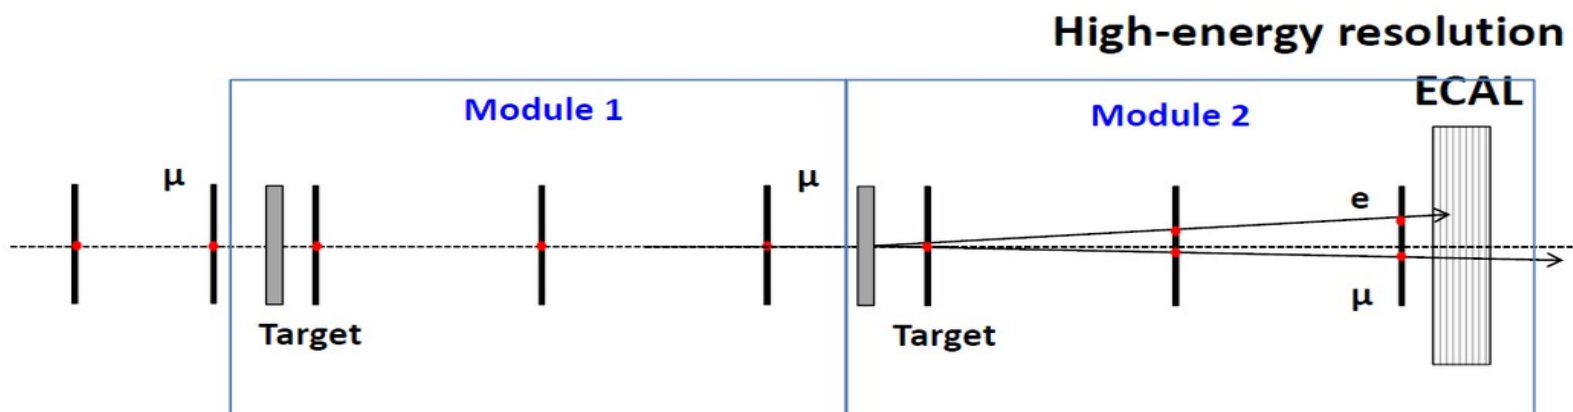 High-energy resolution
ECAL
Module 1
Module 2
μ
μ
e
μ
Target
Target